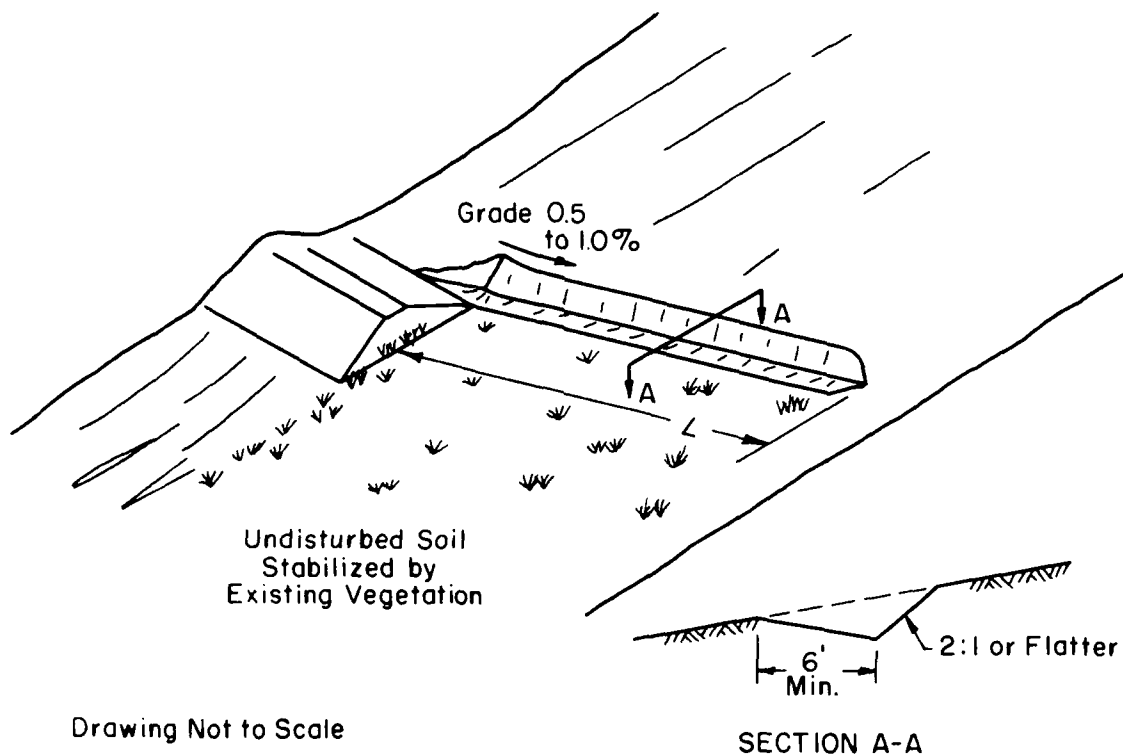 Grade 0.5
to 1.0%
A
A
L
Undisturbed Soil
Stabilized by
Existing Vegetation
2:1 or Flatter
6'
Min.
Drawing Not to Scale
SECTION A-A